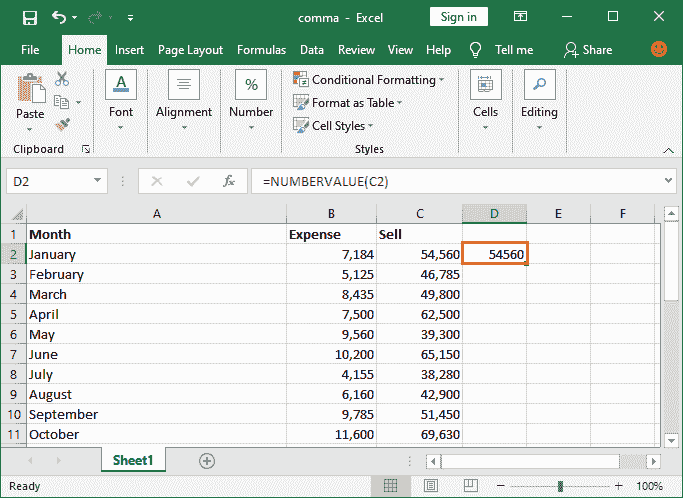 comma - Excel Sign in
File Home Insert Page Layout Formulas Data Review View Help Tell me Share
Paste Font Alignment Number % Conditional Formatting Format as Table Cell Styles Cells Editing
Clipboard Styles
D2 fx =NUMBERVALUE(C2)
A B C D E F
1 Month Expense Sell
2 January 7,184 54,560 54560
3 February 5,125 46,785
4 March 8,435 49,800
5 April 7,500 62,500
6 May 9,560 39,300
7 June 10,200 65,150
8 July 4,155 38,280
9 August 6,160 42,900
10 September 9,785 51,450
11 October 11,600 69,630
Sheet1
Ready 100%